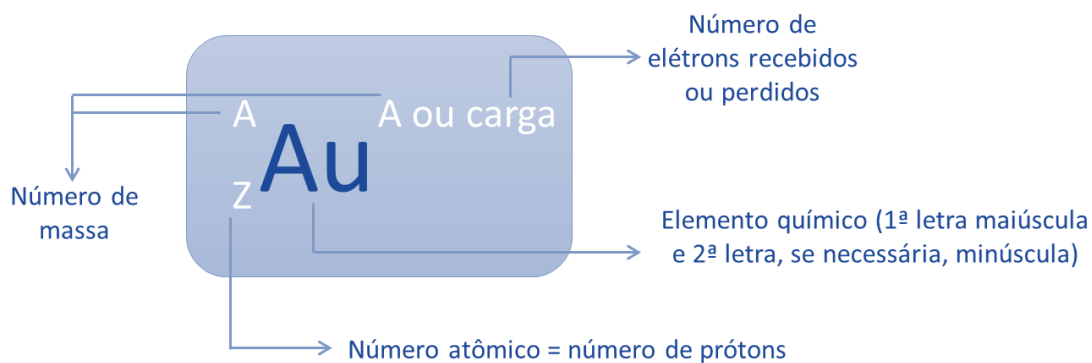 Número de
elétrons recebidos
ou perdidos
A
A ou carga
Au
Z
Número de
massa
Elemento químico (1ª letra maiúscula
e 2ª letra, se necessária, minúscula)
Número atômico = número de prótons